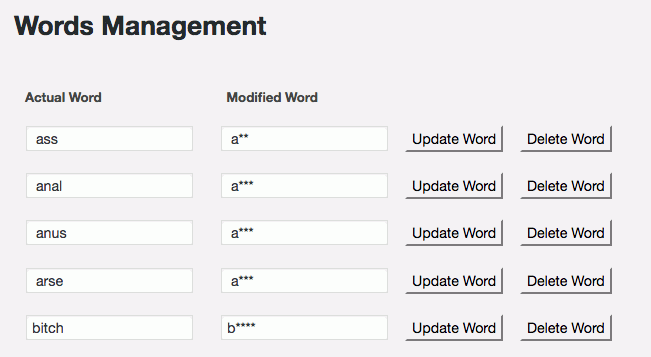 Words Management
Actual Word Modified Word
ass a** Update Word Delete Word
anal a*** Update Word Delete Word
anus a*** Update Word Delete Word
arse a*** Update Word Delete Word
bitch b**** Update Word Delete Word